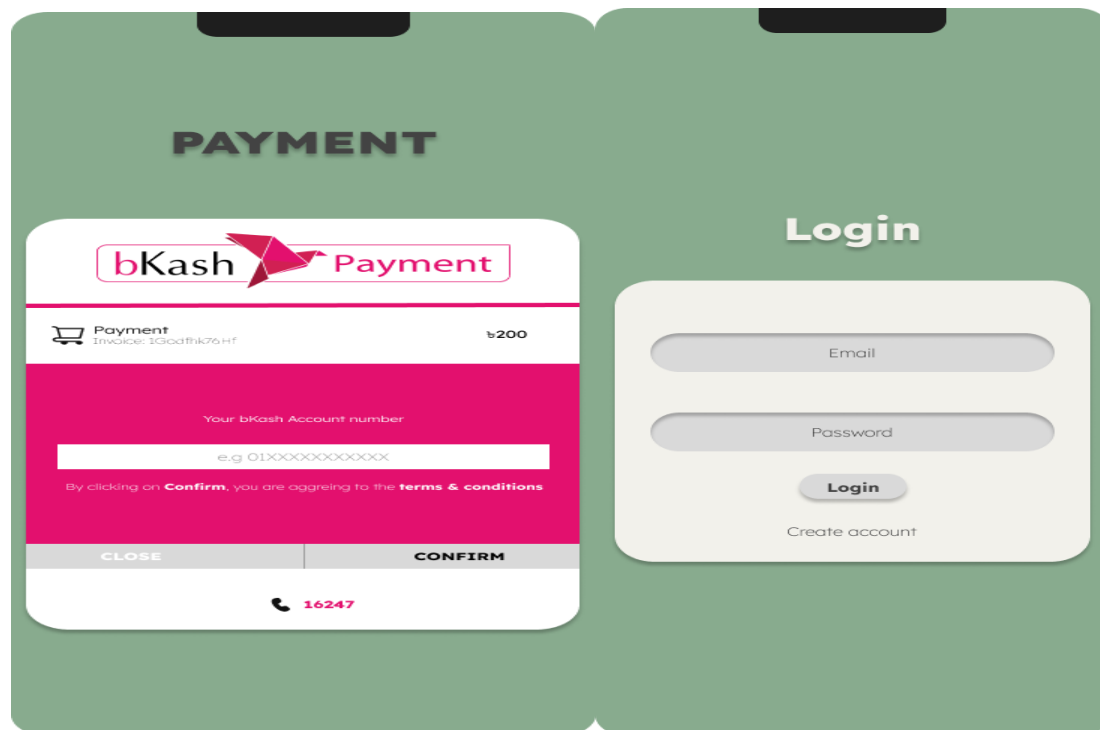 PAYMENT
bKash Payment
Payment
Invoice: 1Godfhk76Hf
৳200
Your bKash Account number
e.g 01XXXXXXXXXXX
By clicking on Confirm, you are aggreing to the terms & conditions
CLOSE
CONFIRM
16247
Login
Email
Password
Login
Create account